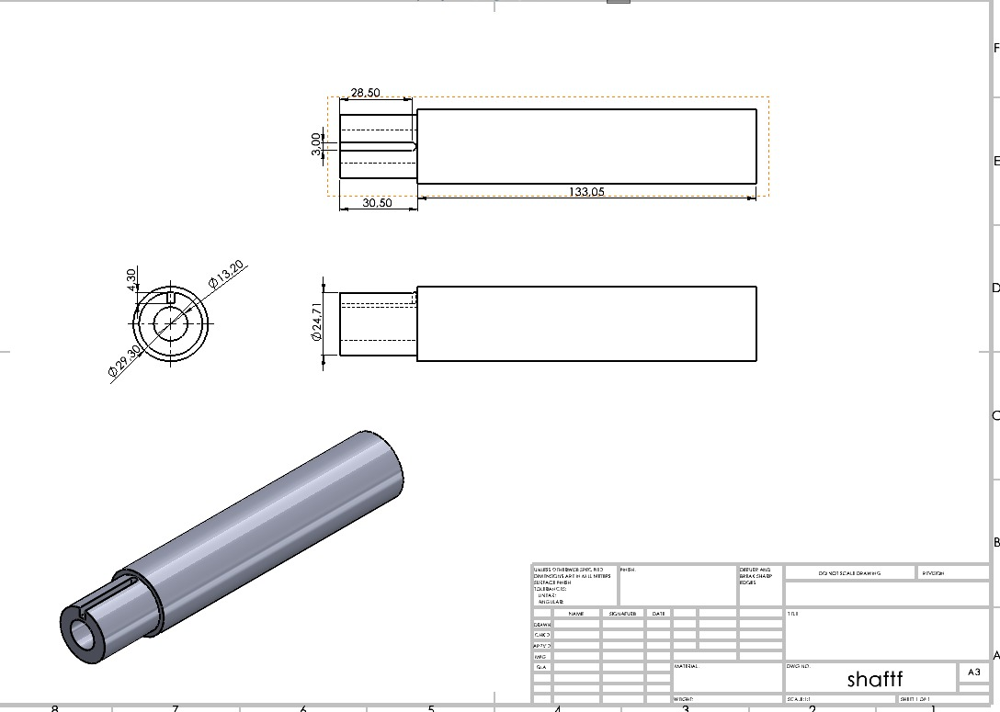 F
28,50
3,00
E
133,05
30,50
4,30
Ø13,20
D
Ø24,71
Ø29,30
C
B
UNLESS OTHERWISE SPECIFIED
DIMENSIONS ARE IN MILLIMETERS
SURFACE FINISH
TOLERANCES:
LINEAR:
ANGULAR:
FINISH:
DEBURR AND
BREAK SHARP
EDGES
DO NOT SCALE DRAWING
REVISION
NAME
SIGNATURE
DATE
TITLE
DRAWN
CHK'D
APPV'D
MFG
Q.A
MATERIAL:
DWG NO.
shaftf
A3
A
WEIGHT:
SCALE:1:1
SHEET 1 OF 1
8
7
6
5
4
3
2
1